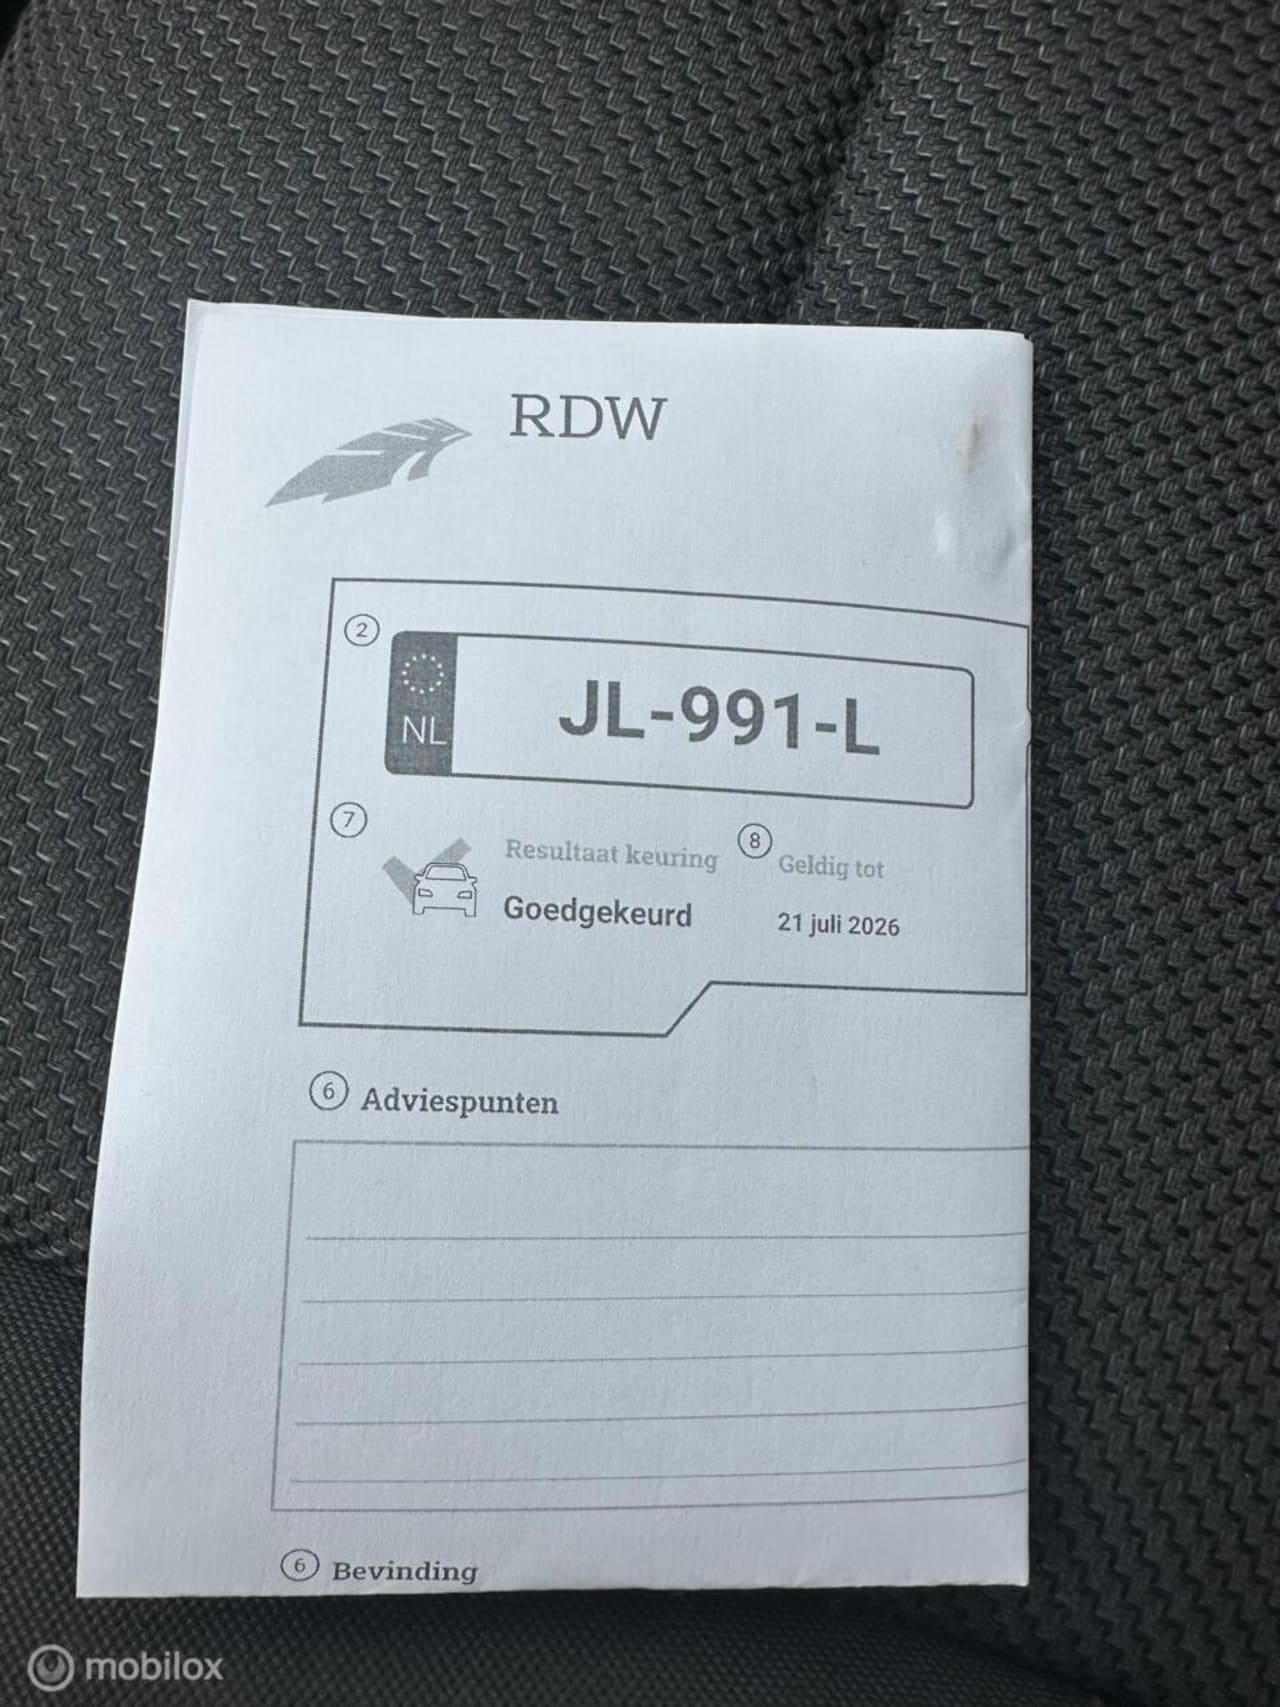 RDW
2
NL
JL-991-L
7
Resultaat keuring
8
Geldig tot
Goedgekeurd
21 juli 2026
6 Adviespunten
6 Bevinding
mobilox